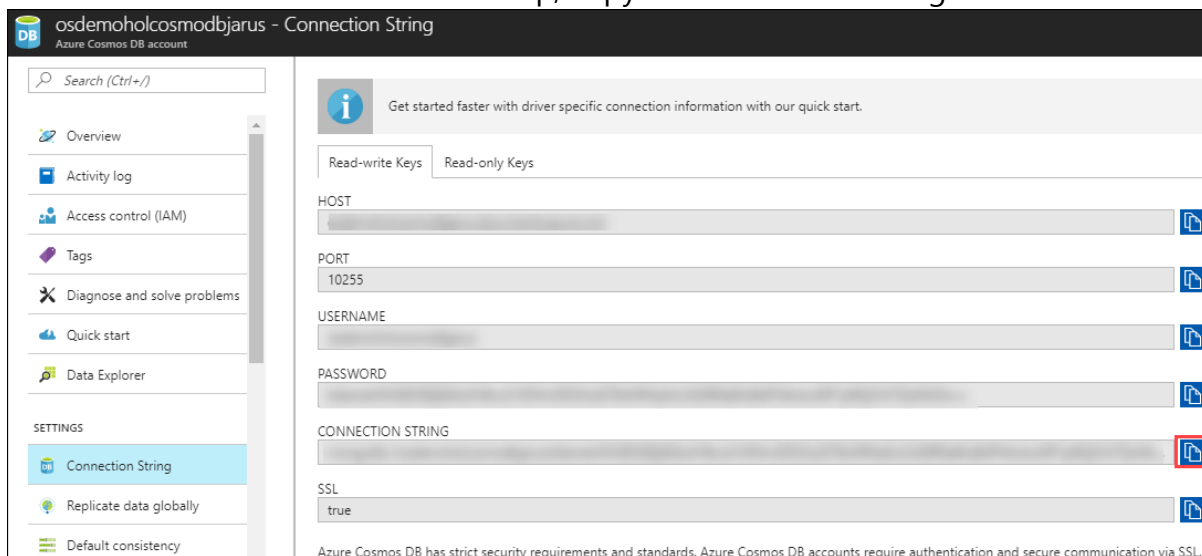 osdemoholcosmodbjarus - Connection String
Azure Cosmos DB account
Search (Ctrl+/)
Overview
Activity log
Access control (IAM)
Tags
Diagnose and solve problems
Quick start
Data Explorer
SETTINGS
Connection String
Replicate data globally
Default consistency
Get started faster with driver specific connection information with our quick start.
Read-write Keys
Read-only Keys
HOST
PORT
10255
USERNAME
PASSWORD
CONNECTION STRING
SSL
true
Azure Cosmos DB has strict security requirements and standards. Azure Cosmos DB accounts require authentication and secure communication via SSL.